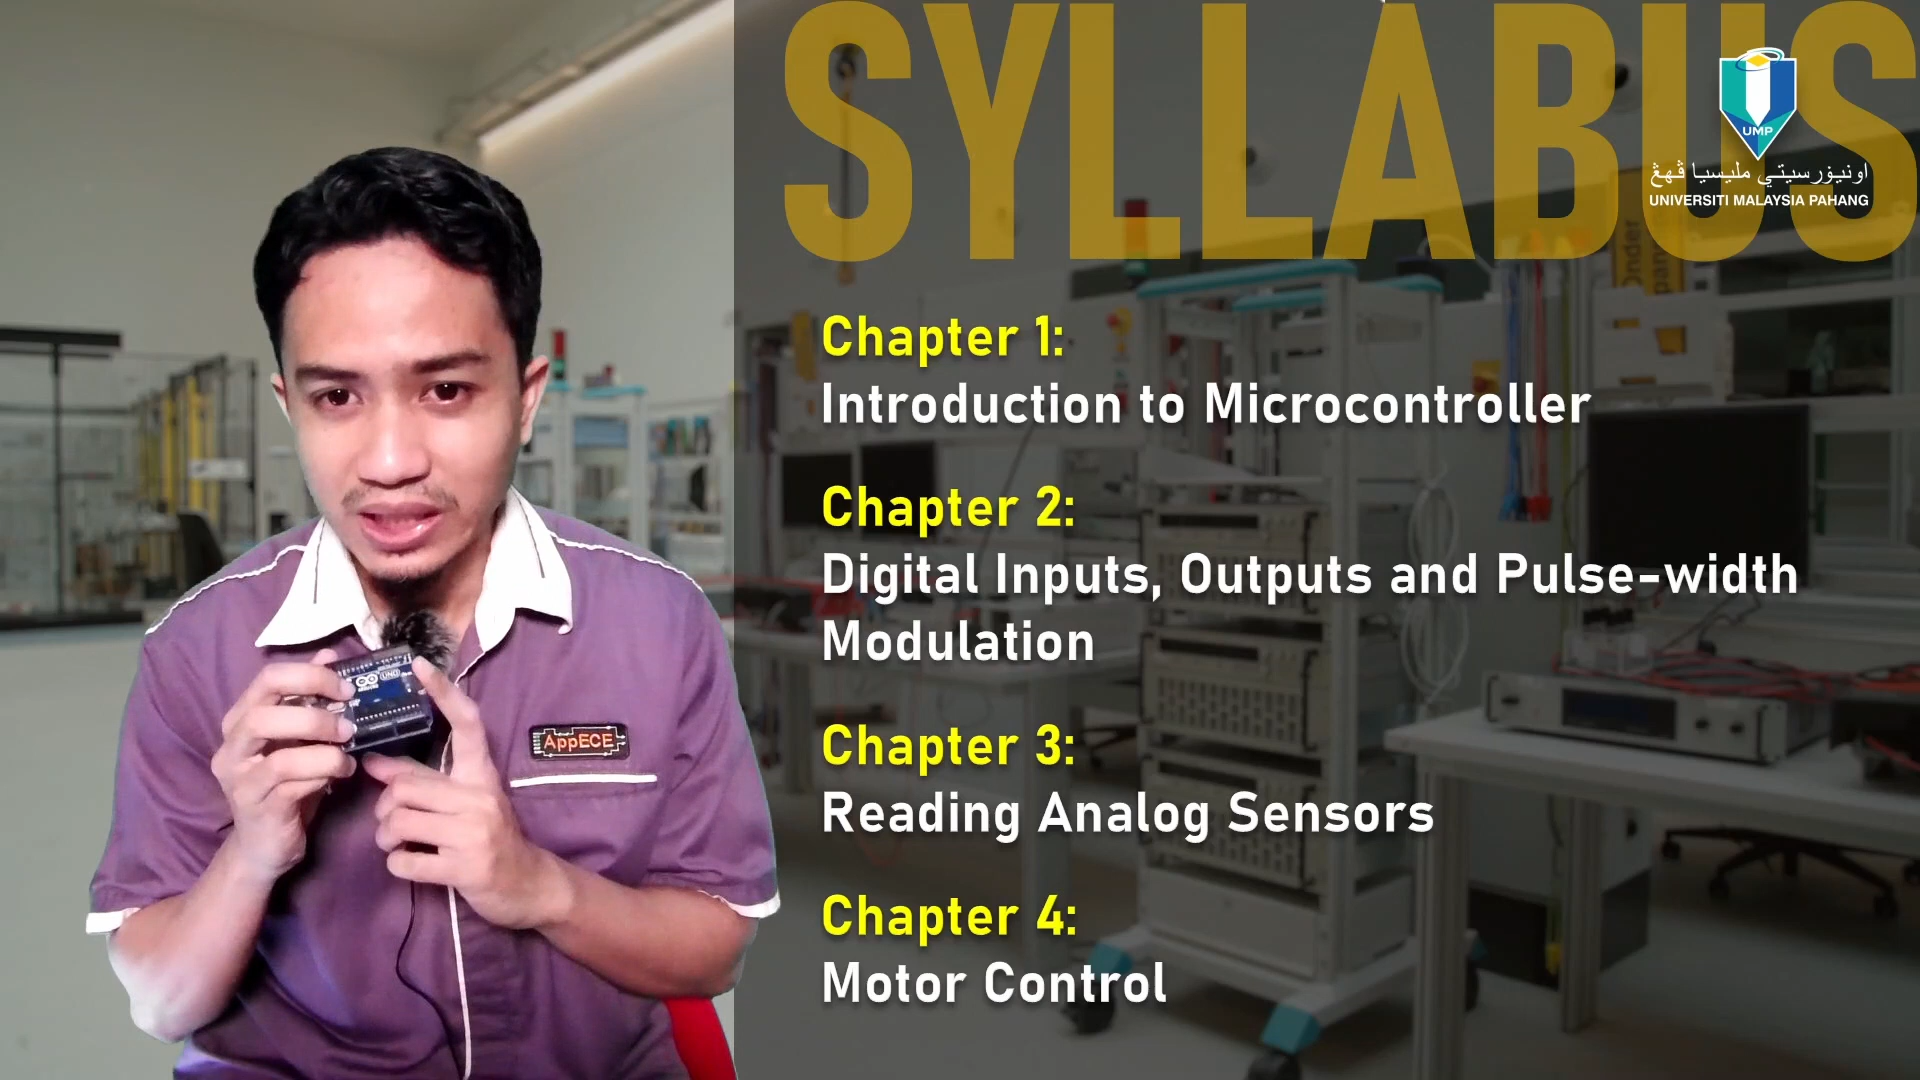 SYLLABUS
UMP
اونيۏرسيتي مليسيا ڤهڠ
UNIVERSITI MALAYSIA PAHANG
Chapter 1:
Introduction to Microcontroller
Chapter 2:
Digital Inputs, Outputs and Pulse-width
Modulation
Chapter 3:
Reading Analog Sensors
Chapter 4:
Motor Control
UNO
AppECE